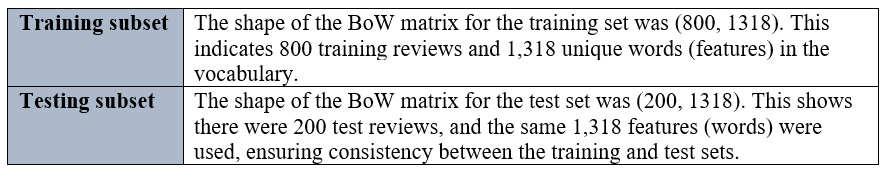 Training subset The shape of the BoW matrix for the training set was (800, 1318). This
indicates 800 training reviews and 1,318 unique words (features) in the
vocabulary.
Testing subset The shape of the BoW matrix for the test set was (200, 1318). This shows
there were 200 test reviews, and the same 1,318 features (words) were
used, ensuring consistency between the training and test sets.